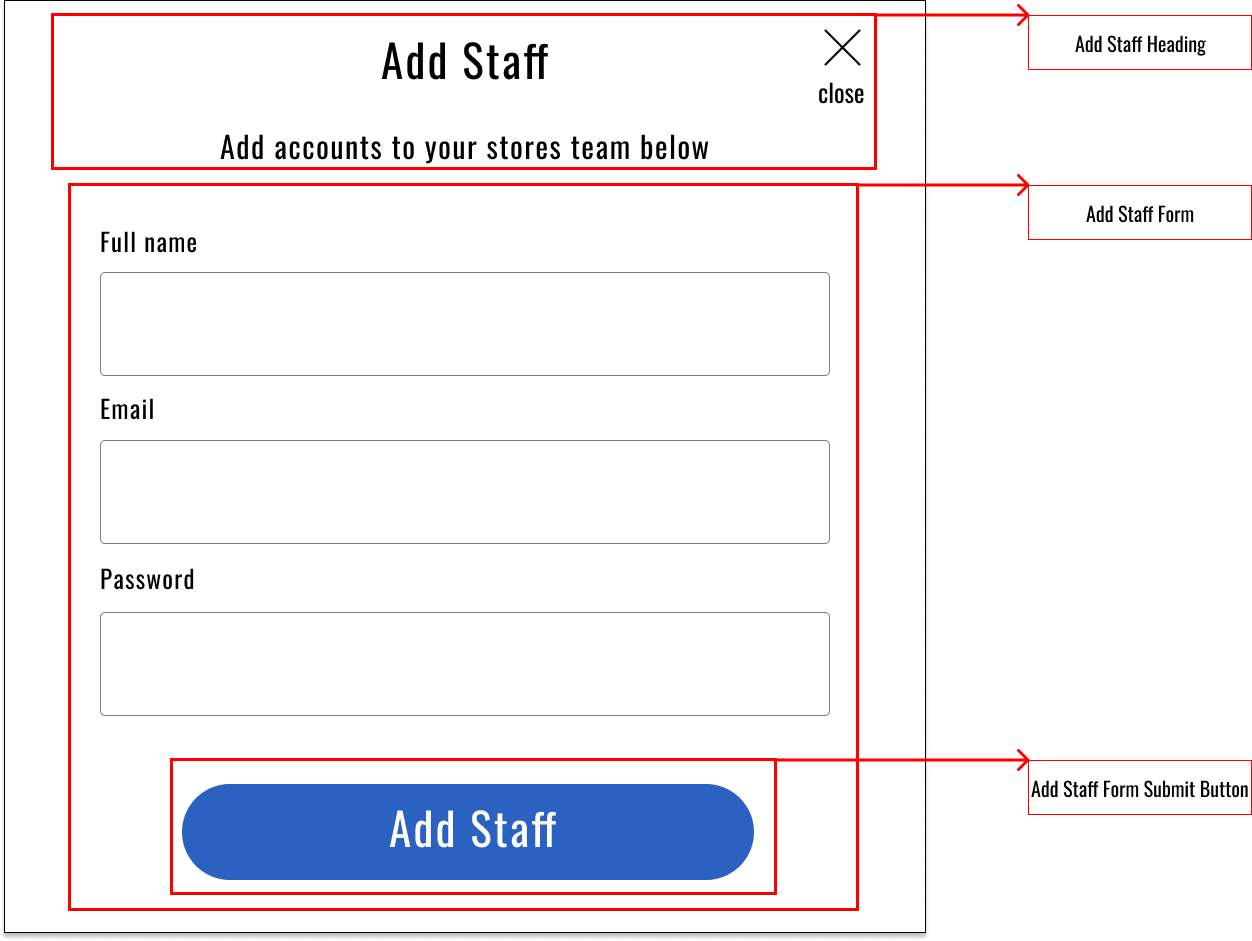 Add Staff
close
Add accounts to your stores team below
Full name
Email
Password
Add Staff
Add Staff Heading
Add Staff Form
Add Staff Form Submit Button